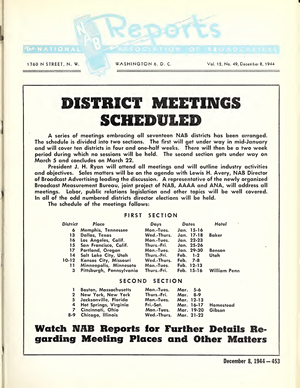 NAB Reports
The NATIONAL ASSOCIATION OF BROADCASTERS
1760 N STREET, N. W. WASHINGTON 6, D. C. Vol. 12, No. 49, December 8, 1944
DISTRICT MEETINGS
SCHEDULED
A series of meetings embracing all seventeen NAB districts has been arranged.
The schedule is divided into two sections. The first will get under way in mid-January
and will cover ten districts in four and one-half weeks. There will then be a two week
period during which no sessions will be held. The second section gets under way on
March 5 and concludes on March 22.
President J. H. Ryan will attend all meetings and will outline industry activities
and objectives. Sales matters will be on the agenda with Lewis H. Avery, NAB Director
of Broadcast Advertising leading the discussion. A representative of the newly organized
Broadcast Measurement Bureau, joint project of NAB, AAAA and ANA, will address all
meetings. Labor, public relations legislation and other topics will be well covered.
In all of the odd numbered districts director elections will be held.
The schedule of the meetings follows:
FIRST SECTION
District Place Days Dates Hotel
6 Memphis, Tennessee Mon.-Tues. Jan. 15-16
13 Dallas, Texas Wed.-Thurs. Jan. 17-18 Baker
16 Los Angeles, Calif. Mon.-Tues. Jan. 22-23
15 San Francisco, Calif. Thurs.-Fri. Jan. 25-26
17 Portland, Oregon Mon.-Tues. Jan. 29-30 Benson
14 Salt Lake City, Utah Thurs.-Fri. Feb. 1-2 Utah
10-12 Kansas City, Missouri Wed.-Thurs. Feb. 7-8
11 Minneapolis, Minnesota Mon.-Tues. Feb. 12-13
3 Pittsburgh, Pennsylvania Thurs.-Fri. Feb. 15-16 William Penn
SECOND SECTION
1 Boston, Massachusetts Mon.-Tues. Mar. 5-6
2 New York, New York Thurs.-Fri. Mar. 8-9
5 Jacksonville, Florida Mon.-Tues. Mar. 12-13
4 Hot Springs, Virginia Fri.-Sat. Mar. 16-17 Homestead
7 Cincinnati, Ohio Mon.-Tues. Mar. 19-20 Gibson
8-9 Chicago, Illinois Wed.-Thurs. Mar. 21-22
Watch NAB Reports for Further Details Re-
garding Meeting Places and Other Matters
December 8, 1944—453